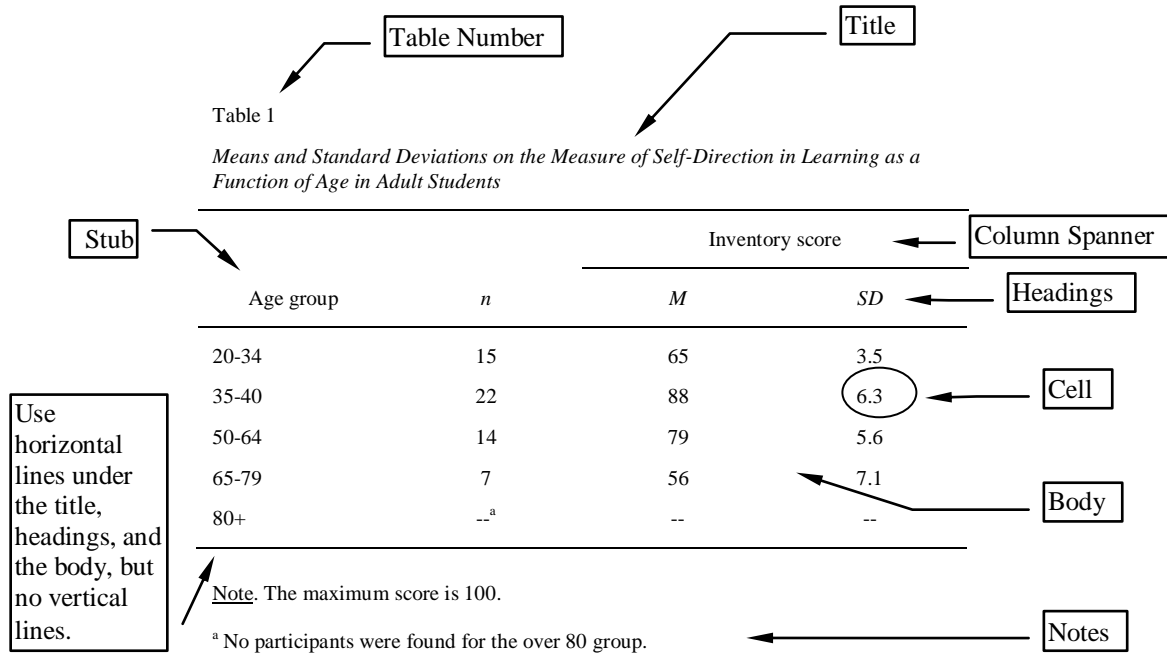 Table Number
Title
Table 1
Means and Standard Deviations on the Measure of Self-Direction in Learning as a
Function of Age in Adult Students
Stub
Inventory score
Column Spanner
Age group n M SD
Headings
20-34 15 65 3.5
35-40 22 88 6.3
Cell
50-64 14 79 5.6
65-79 7 56 7.1
Body
80+ --a -- --
Use
horizontal
lines under
the title,
headings, and
the body, but
no vertical
lines.
Note. The maximum score is 100.
a No participants were found for the over 80 group.
Notes